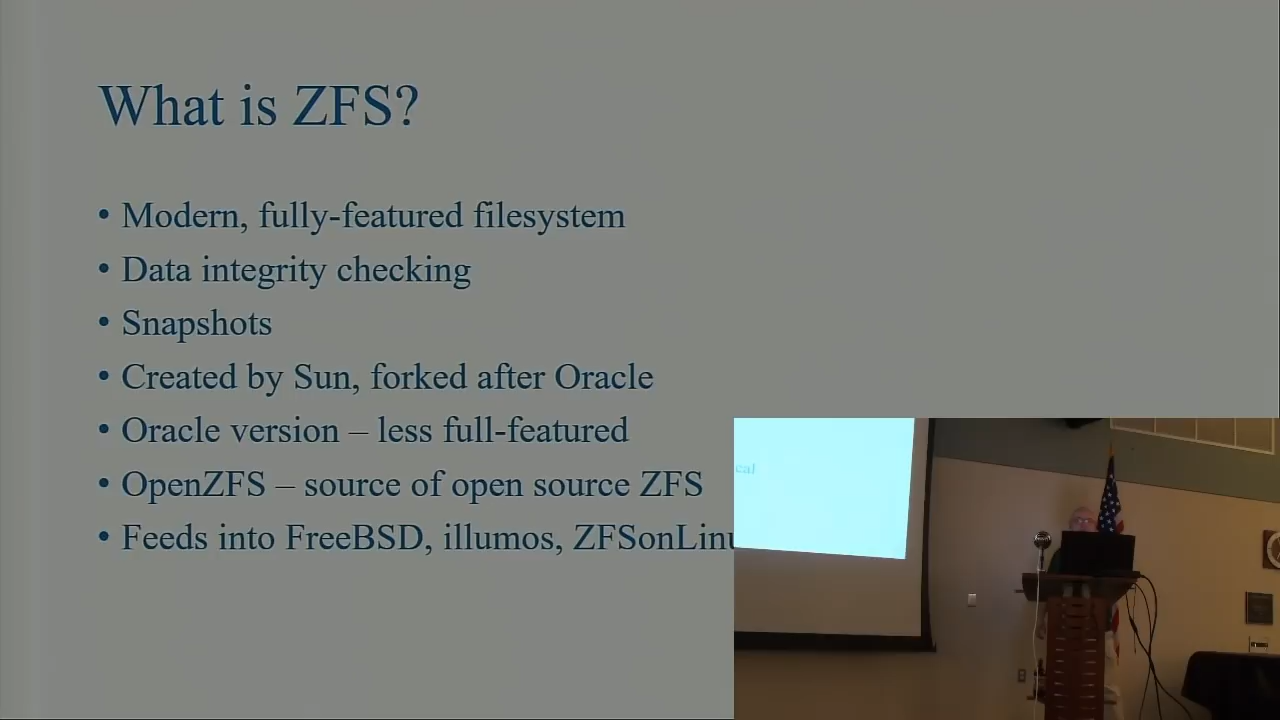 What is ZFS?
• Modern, fully-featured filesystem
• Data integrity checking
• Snapshots
• Created by Sun, forked after Oracle
• Oracle version – less full-featured
• OpenZFS – source of open source ZFS
• Feeds into FreeBSD, illumos,
cal